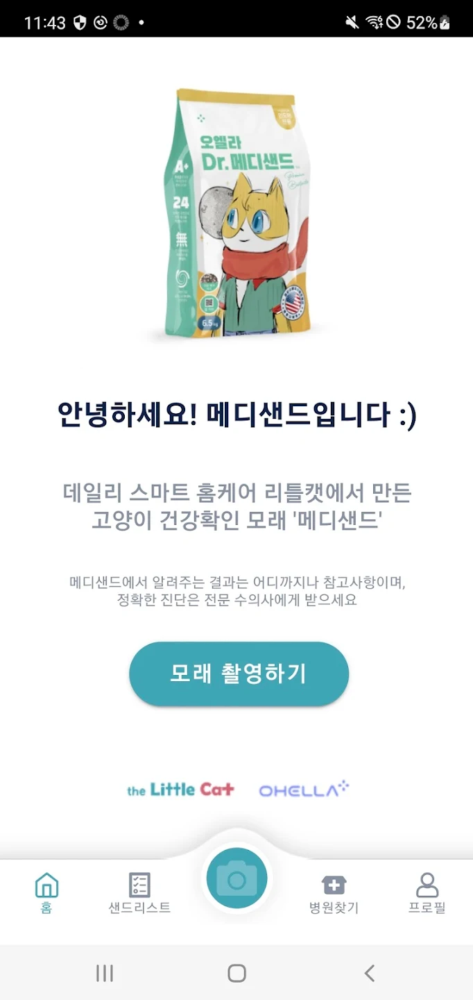 11:43
52%
오엘라
Dr.메디샌드
A+
24
無
6.5kg
안녕하세요! 메디샌드입니다 :)
데일리 스마트 홈케어 리틀캣에서 만든
고양이 건강확인 모래 '메디샌드'
메디샌드에서 알려주는 결과는 어디까지나 참고사항이며,
정확한 진단은 전문 수의사에게 받으세요
모래 촬영하기
the Little Cat
OHELLA
홈
샌드리스트
병원찾기
프로필